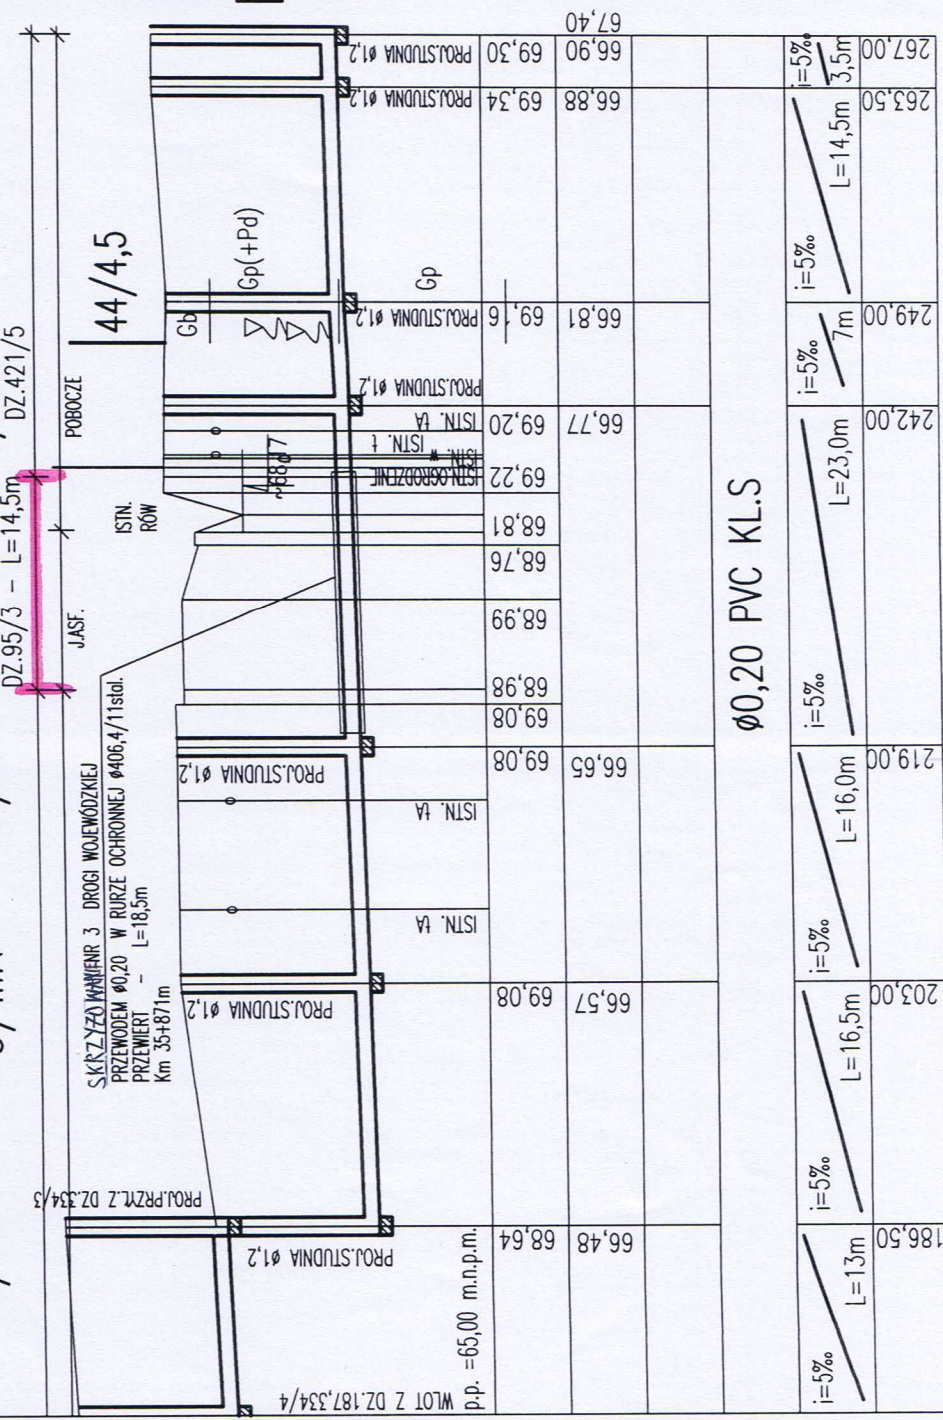 DZ.95/3 - L=14,5m
DZ.421/5
J.ASF.
POBOCZE
ISTN.
RÓW
44/4,5
Gb
Gp(+Pd)
Gp
SKRZYŻOWANIE NR 3 DROGI WOJEWÓDZKIEJ
PRZEWODEM ø0,20 W RURZE OCHRONNEJ ø406,4/11stal.
PRZEWIERT - L=18,5m
Km 35+871m
PROJ.PRZYŁ.Z DZ.334/3
WLOT Z DZ.187,334/4
p.p. =65,00 m.n.p.m.
PROJ.STUDNIA ø1,2
PROJ.STUDNIA ø1,2
ISTN. tA
ISTN. tA
PROJ.STUDNIA ø1,2
ISTN.OGRODZENIE
ISTN. w
ISTN. t
ISTN. tA
PROJ.STUDNIA ø1,2
PROJ.STUDNIA ø1,2
PROJ.STUDNIA ø1,2
PROJ.STUDNIA ø1,2
68,64
69,08
69,08
69,08
68,98
68,99
68,76
68,81
69,22
69,20
69,16
69,34
69,30
66,48
66,57
66,65
66,77
66,81
66,88
66,90
67,40
ø0,20 PVC KL.S
i=5‰ L=13m
i=5‰ L=16,5m
i=5‰ L=16,0m
i=5‰ L=23,0m
i=5‰ 7m
i=5‰ L=14,5m
i=5‰ 3,5m
186,50
203,00
219,00
242,00
249,00
263,50
267,00